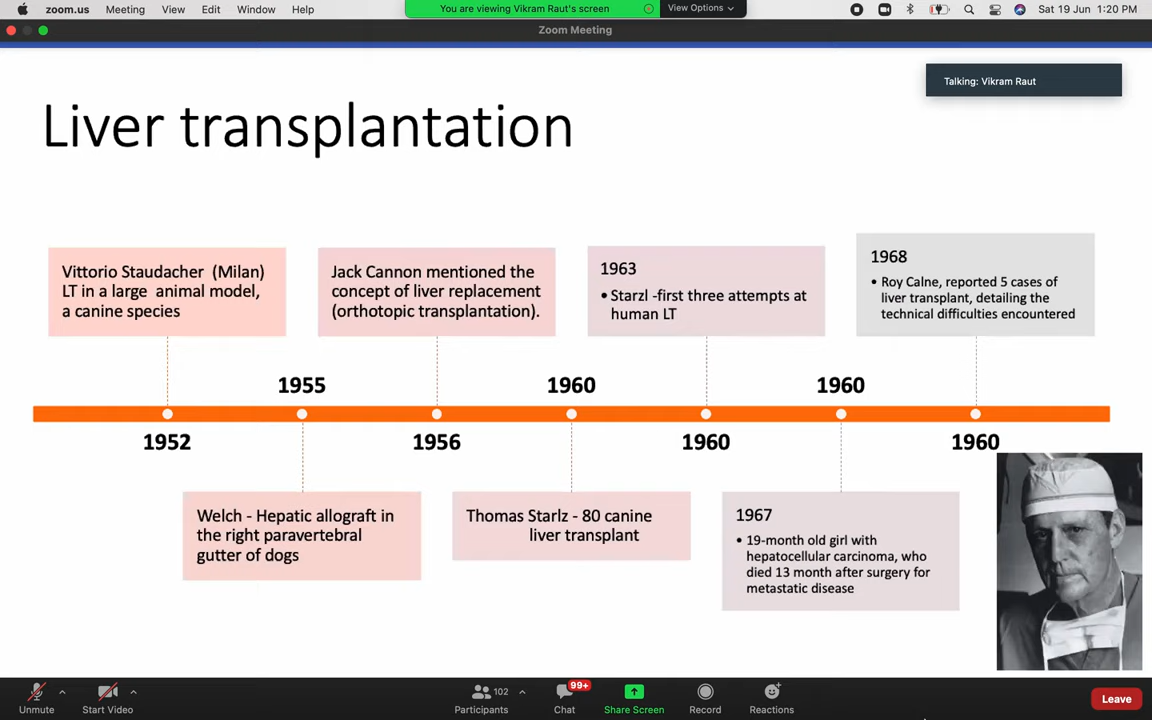 zoom.us Meeting View Edit Window Help
You are viewing Vikram Raut's screen
View Options
Sat 19 Jun 1:20 PM
Zoom Meeting
Talking: Vikram Raut
Liver transplantation
Vittorio Staudacher (Milan)
LT in a large animal model,
a canine species
Jack Cannon mentioned the
concept of liver replacement
(orthotopic transplantation).
1963
• Starzl -first three attempts at
human LT
1968
• Roy Calne, reported 5 cases of
liver transplant, detailing the
technical difficulties encountered
1955 1960 1960
1952 1956 1960 1960
Welch - Hepatic allograft in
the right paravertebral
gutter of dogs
Thomas Starlz - 80 canine
liver transplant
1967
• 19-month old girl with
hepatocellular carcinoma, who
died 13 month after surgery for
metastatic disease
Unmute
Start Video
102
Participants
99+
Chat
Share Screen
Record
Reactions
Leave